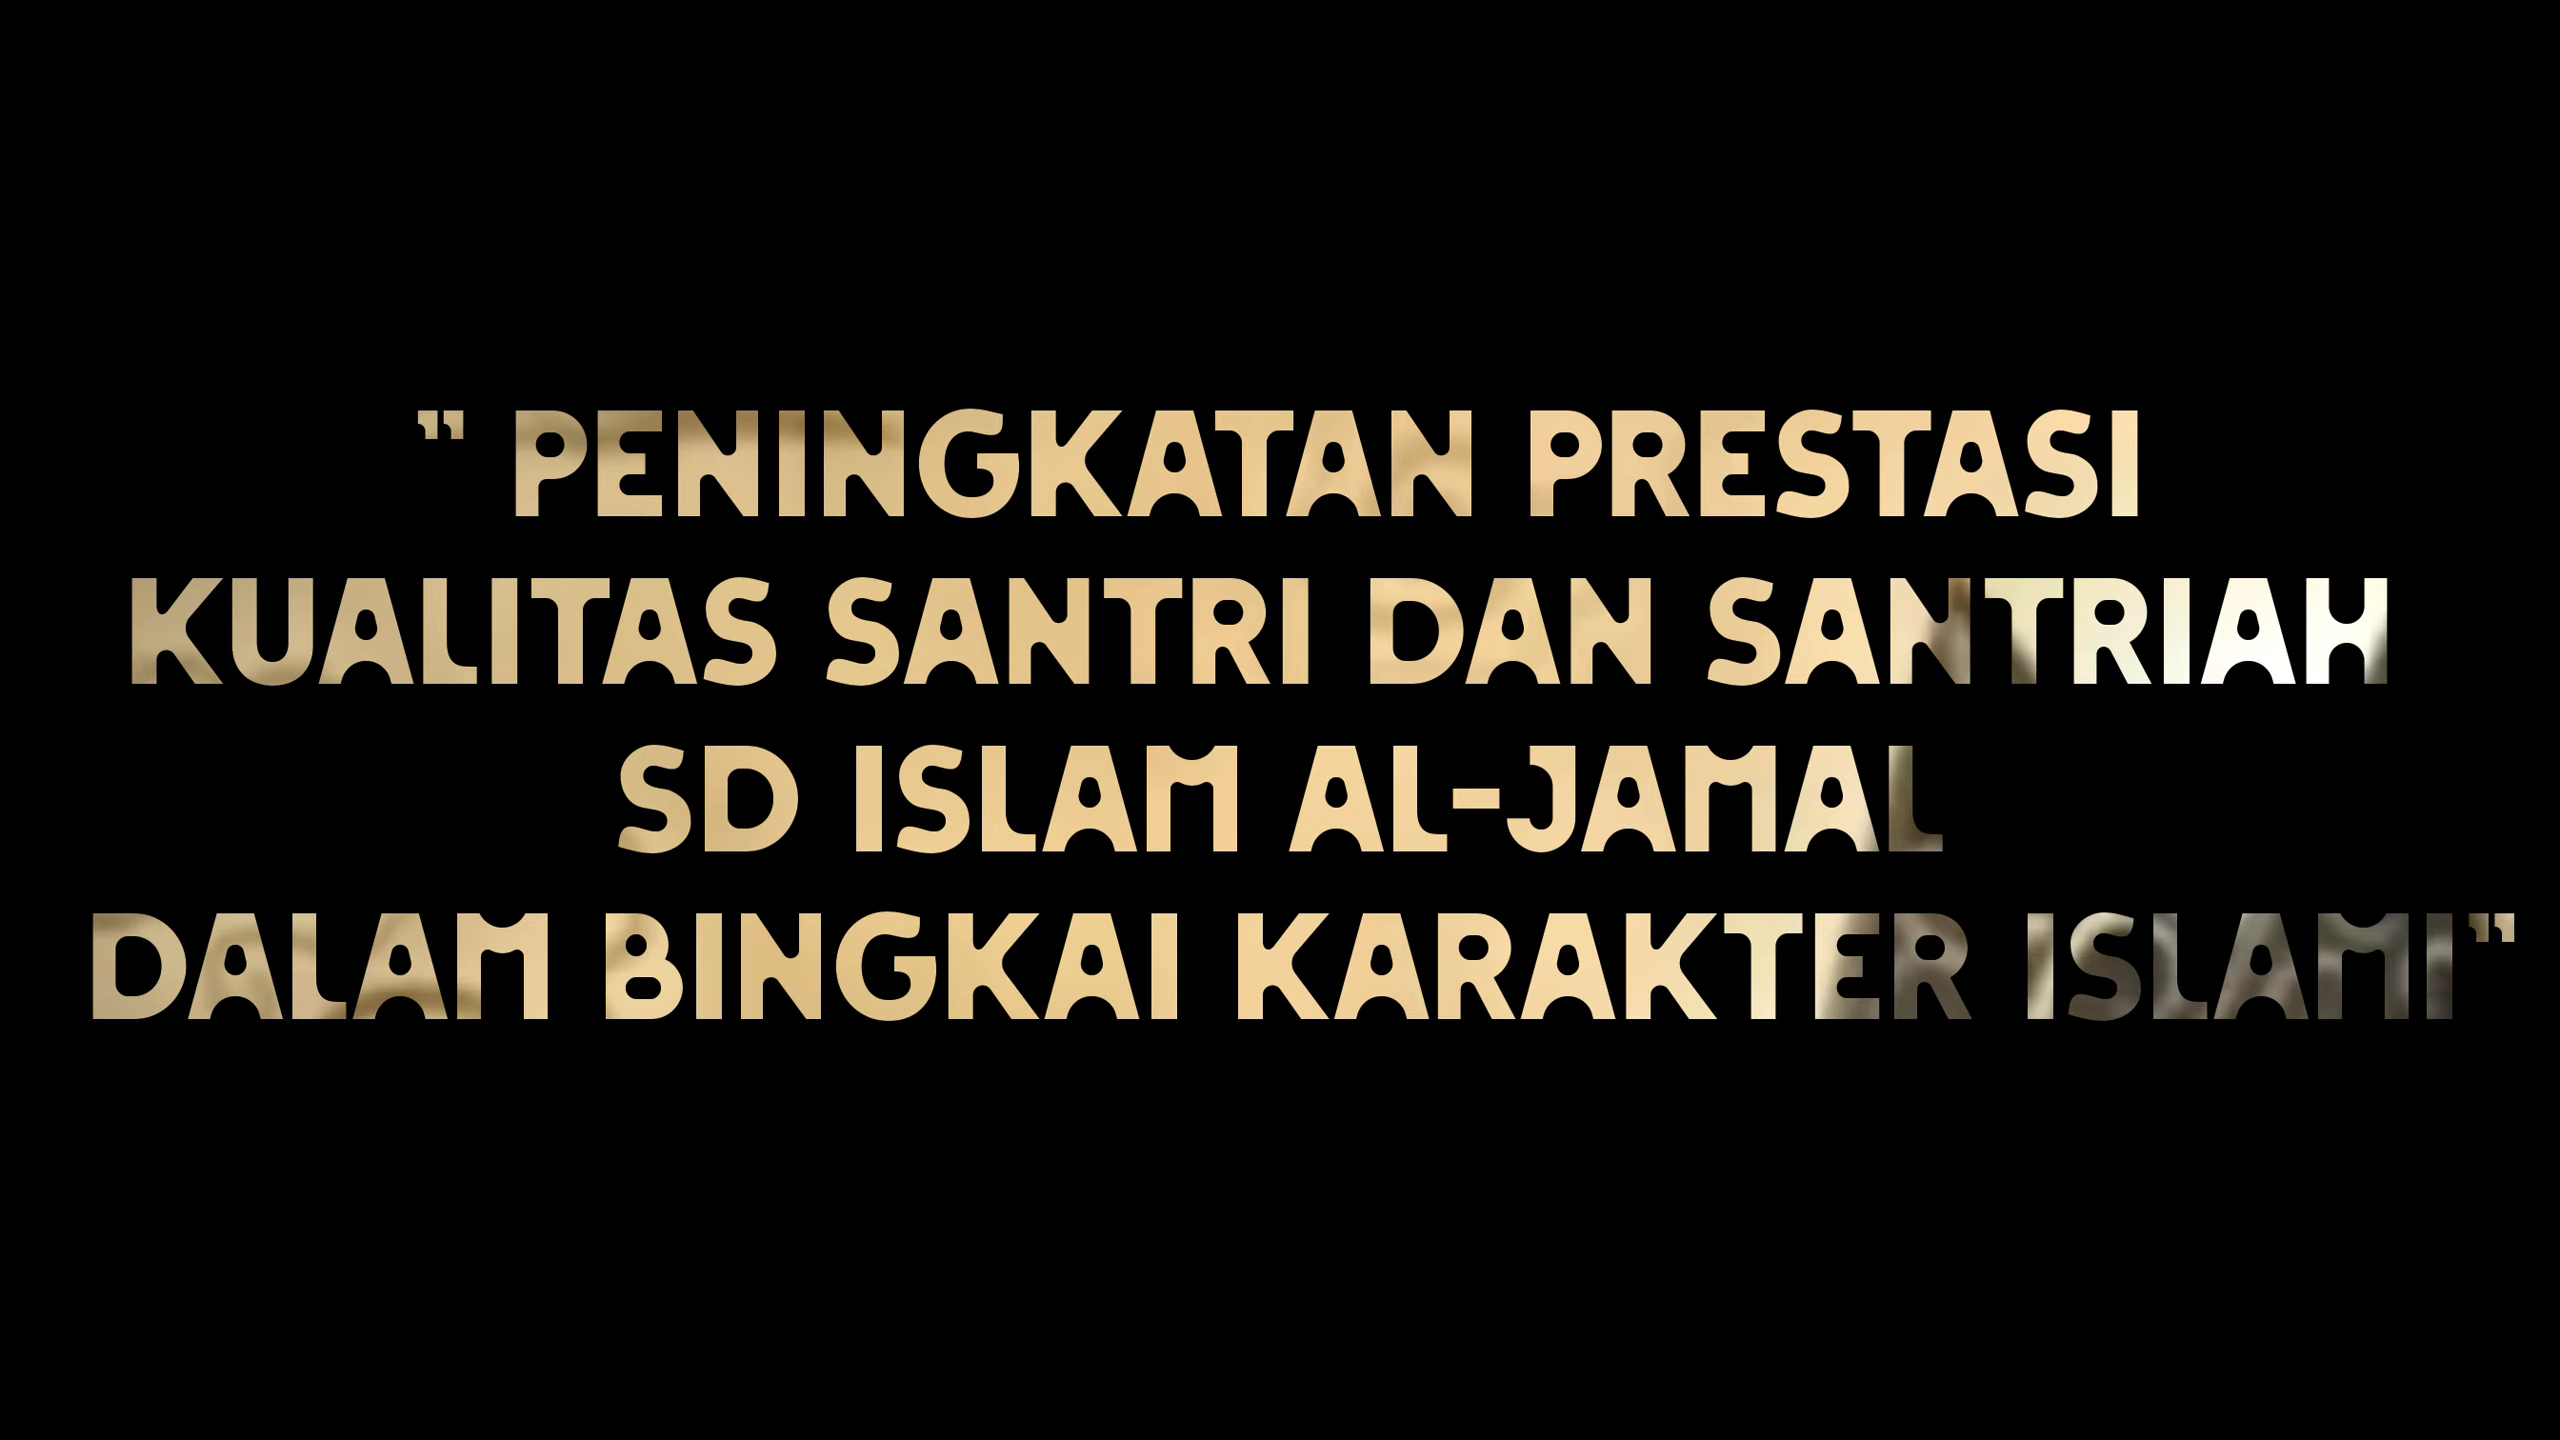 " PENINGKATAN PRESTASI
KUALITAS SANTRI DAN SANTRIAH
SD ISLAM AL-JAMAL
DALAM BINGKAI KARAKTER ISLAMI"